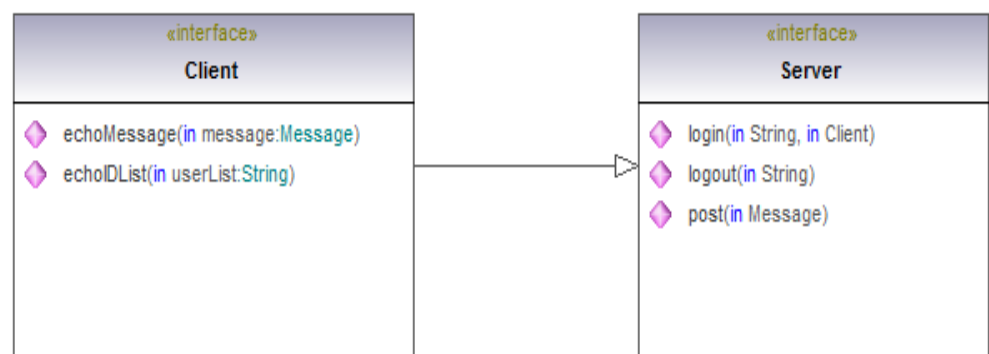 «interface»
Client
echoMessage(in message:Message)
echoIDList(in userList:String)
«interface»
Server
login(in String, in Client)
logout(in String)
post(in Message)